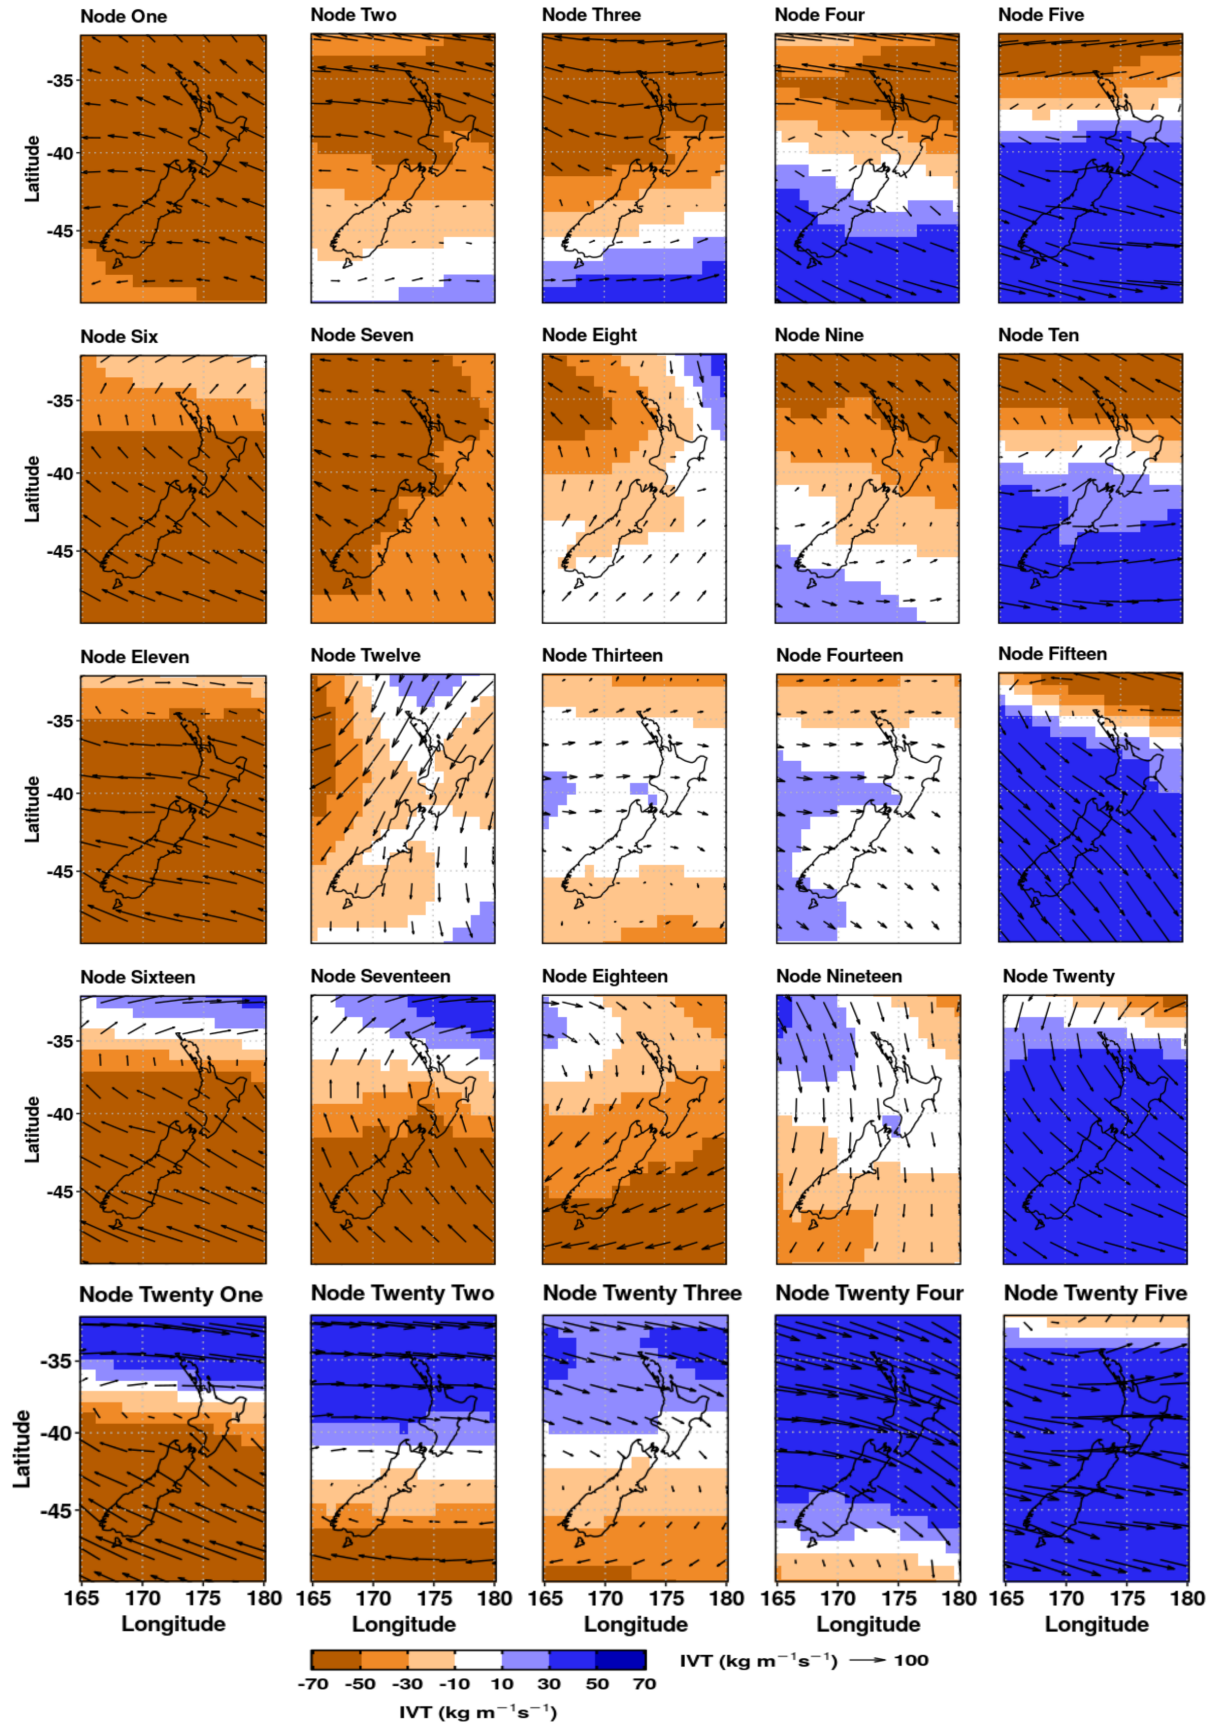 Node One Node Two Node Three Node Four Node Five
-35
-40
-45
Latitude
Node Six Node Seven Node Eight Node Nine Node Ten
-35
-40
-45
Latitude
Node Eleven Node Twelve Node Thirteen Node Fourteen Node Fifteen
-35
-40
-45
Latitude
Node Sixteen Node Seventeen Node Eighteen Node Nineteen Node Twenty
-35
-40
-45
Latitude
Node Twenty One Node Twenty Two Node Twenty Three Node Twenty Four Node Twenty Five
-35
-40
-45
Latitude
165 170 175 180 165 170 175 180 165 170 175 180 165 170 175 180 165 170 175 180
Longitude Longitude Longitude Longitude Longitude
IVT (kg m⁻¹s⁻¹) 100
-70 -50 -30 -10 10 30 50 70
IVT (kg m⁻¹s⁻¹)